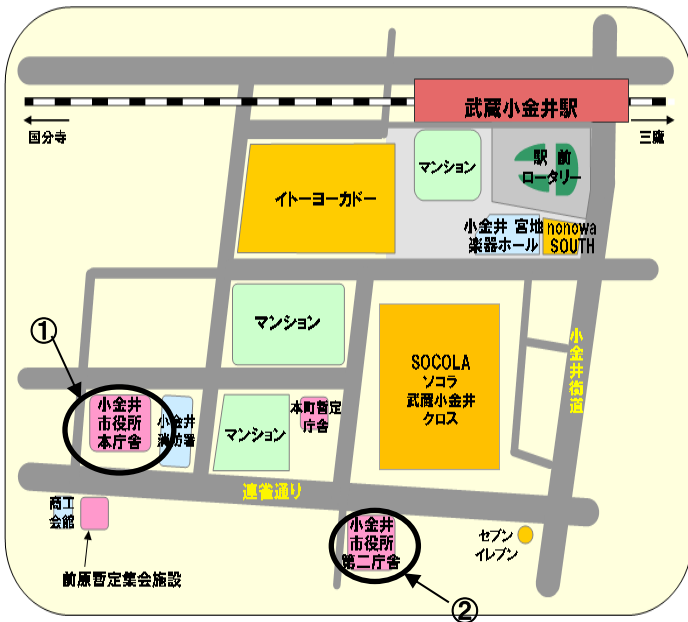 武蔵小金井駅
国分寺
三鷹
マンション
駅 前
ロータリー
イトーヨーカドー
小金井 宮地
楽器ホール
nonowa
SOUTH
①
マンション
SOCOLA
ソコラ
武蔵小金井
クロス
小金井街道
小金井
市役所
本庁舎
小金井
消防署
マンション
本町暫定
庁舎
連雀通り
商工
会館
小金井
市役所
第二庁舎
セブン
イレブン
前原暫定集会施設
②